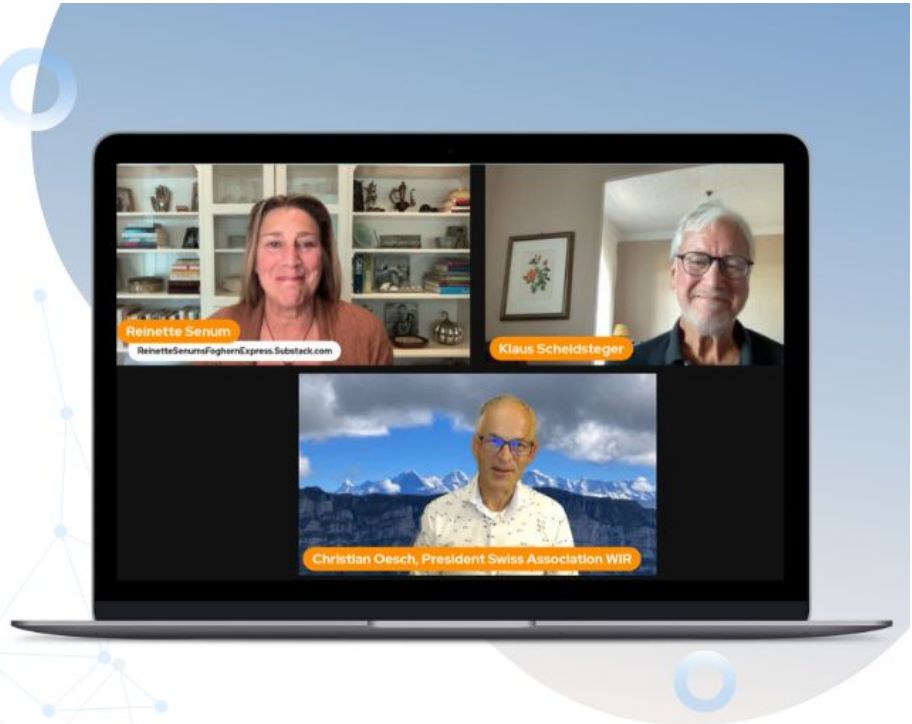 Reinette Senum
ReinetteSenumsFoghornExpress.Substack.com
Klaus Scheidsteger
Christian Oesch, President Swiss Association WIR